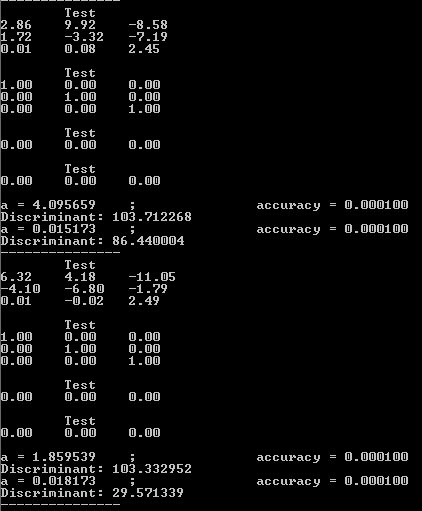 ---------------
Test
2.86 9.92 -8.58
1.72 -3.32 -7.19
0.01 0.08 2.45
Test
1.00 0.00 0.00
0.00 1.00 0.00
0.00 0.00 1.00
Test
0.00 0.00 0.00
Test
0.00 0.00 0.00
a = 4.095659 ; accuracy = 0.000100
Discriminant: 103.712268
a = 0.015173 ; accuracy = 0.000100
Discriminant: 86.440004
---------------
Test
6.32 4.18 -11.05
-4.10 -6.80 -1.79
0.01 -0.02 2.49
Test
1.00 0.00 0.00
0.00 1.00 0.00
0.00 0.00 1.00
Test
0.00 0.00 0.00
Test
0.00 0.00 0.00
a = 1.859539 ; accuracy = 0.000100
Discriminant: 103.332952
a = 0.018173 ; accuracy = 0.000100
Discriminant: 29.571339
---------------